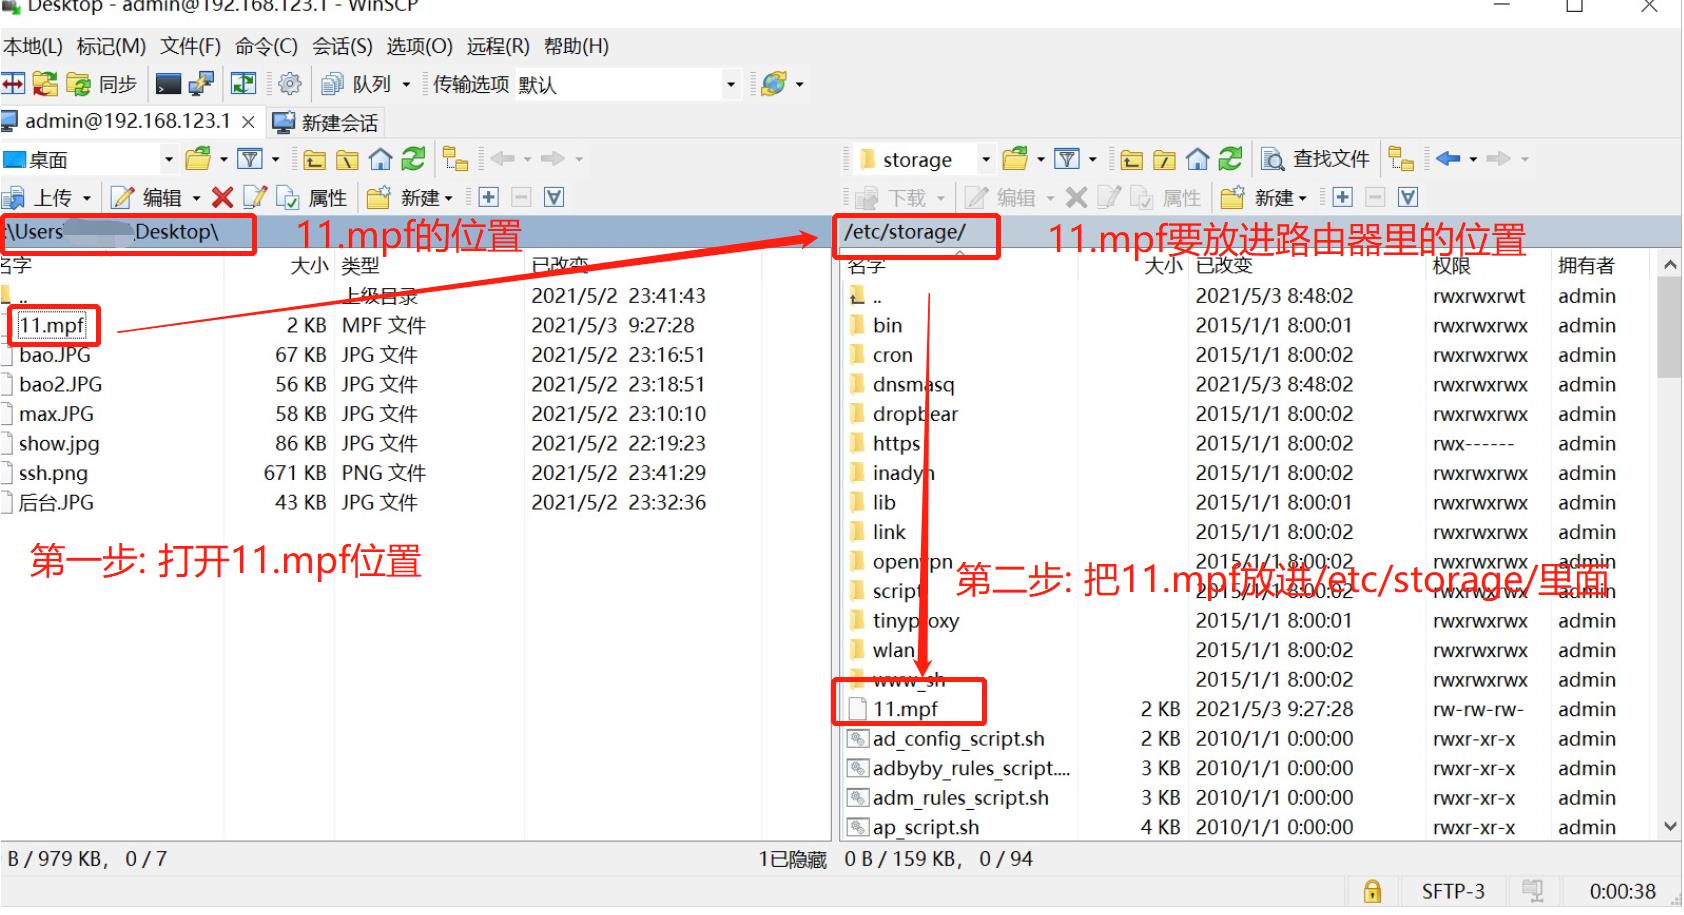 Desktop - admin@192.168.123.1 - WinSCP
本地(L) 标记(M) 文件(F) 命令(C) 会话(S) 选项(O) 远程(R) 帮助(H)
同步 队列 传输选项 默认
admin@192.168.123.1 × 新建会话
桌面 storage 查找文件
上传 编辑 属性 新建 下载 编辑 属性 新建
:\Users\ \Desktop\ 11.mpf的位置 /etc/storage/ 11.mpf要放进路由器里的位置
名字 大小 类型 已改变 名字 大小 已改变 权限 拥有者
.. 上级目录 2021/5/2 23:41:43 .. 2021/5/3 8:48:02 rwxrwxrwt admin
11.mpf 2 KB MPF 文件 2021/5/3 9:27:28 bin 2015/1/1 8:00:01 rwxrwxrwx admin
bao.JPG 67 KB JPG 文件 2021/5/2 23:16:51 cron 2015/1/1 8:00:02 rwxrwxrwx admin
bao2.JPG 56 KB JPG 文件 2021/5/2 23:18:51 dnsmasq 2021/5/3 8:48:02 rwxrwxrwx admin
max.JPG 58 KB JPG 文件 2021/5/2 23:10:10 dropbear 2015/1/1 8:00:02 rwxrwxrwx admin
show.jpg 86 KB JPG 文件 2021/5/2 22:19:23 https 2015/1/1 8:00:02 rwx------ admin
ssh.png 671 KB PNG 文件 2021/5/2 23:41:29 inadyn 2015/1/1 8:00:02 rwxrwxrwx admin
后台.JPG 43 KB JPG 文件 2021/5/2 23:32:36 lib 2015/1/1 8:00:01 rwxrwxrwx admin
link 2015/1/1 8:00:02 rwxrwxrwx admin
第一步: 打开11.mpf位置 openvpn 2015/1/1 8:00:02 rwxrwxrwx admin
第二步: 把11.mpf放进/etc/storage/里面
script 2015/1/1 8:00:02 rwxrwxrwx admin
tinyproxy 2015/1/1 8:00:01 rwxrwxrwx admin
wlan 2015/1/1 8:00:02 rwxrwxrwx admin
www_sh 2015/1/1 8:00:02 rwxrwxrwx admin
11.mpf 2 KB 2021/5/3 9:27:28 rw-rw-rw- admin
ad_config_script.sh 2 KB 2010/1/1 0:00:00 rwxr-xr-x admin
adbyby_rules_script.... 3 KB 2010/1/1 0:00:00 rwxr-xr-x admin
adm_rules_script.sh 3 KB 2010/1/1 0:00:00 rwxr-xr-x admin
ap_script.sh 4 KB 2010/1/1 0:00:00 rwxr-xr-x admin
B / 979 KB, 0 / 7 1已隐藏 0 B / 159 KB, 0 / 94
SFTP-3 0:00:38